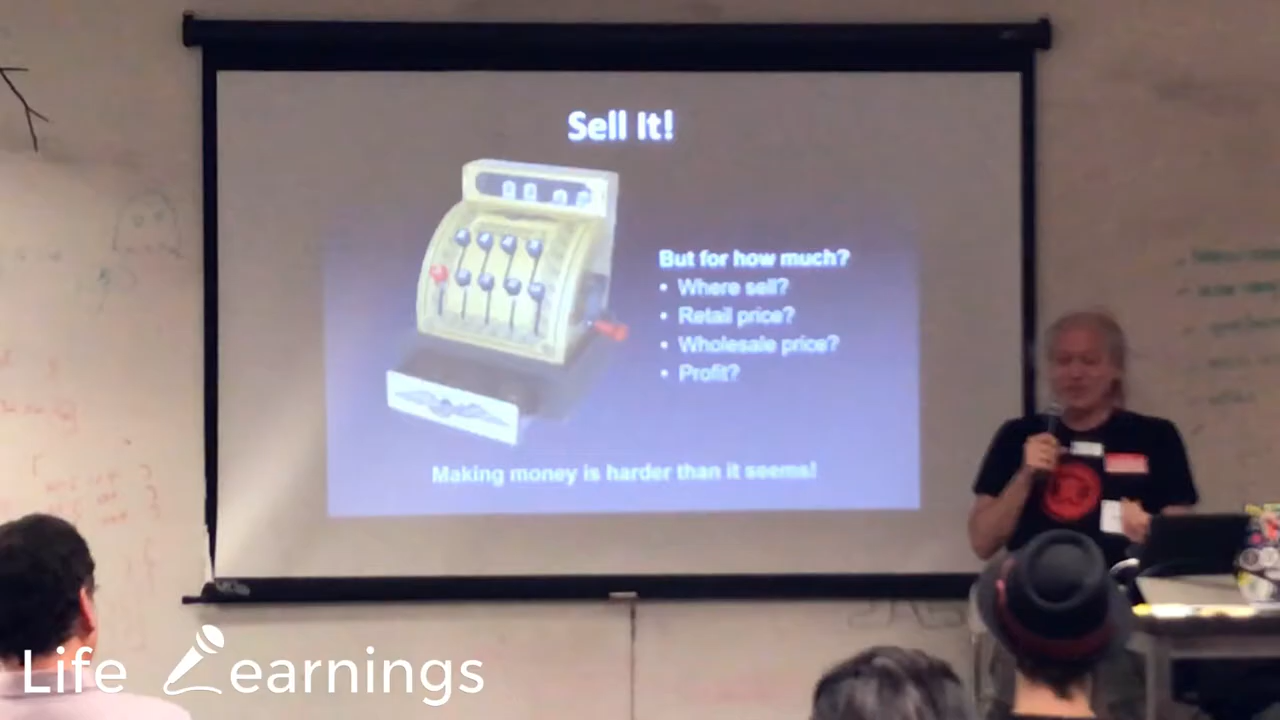 Sell It!
But for how much?
• Where sell?
• Retail price?
• Wholesale price?
• Profit?
Making money is harder than it seems!
Life Learnings